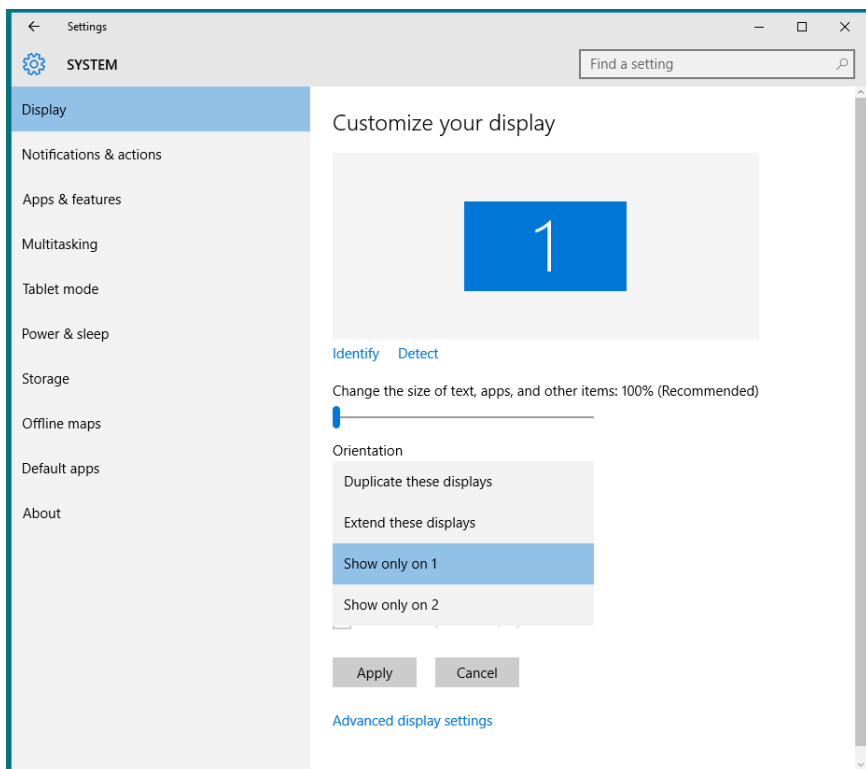 Settings
SYSTEM
Find a setting
Display
Notifications & actions
Apps & features
Multitasking
Tablet mode
Power & sleep
Storage
Offline maps
Default apps
About
Customize your display
1
Identify Detect
Change the size of text, apps, and other items: 100% (Recommended)
Orientation
Duplicate these displays
Extend these displays
Show only on 1
Show only on 2
Apply Cancel
Advanced display settings